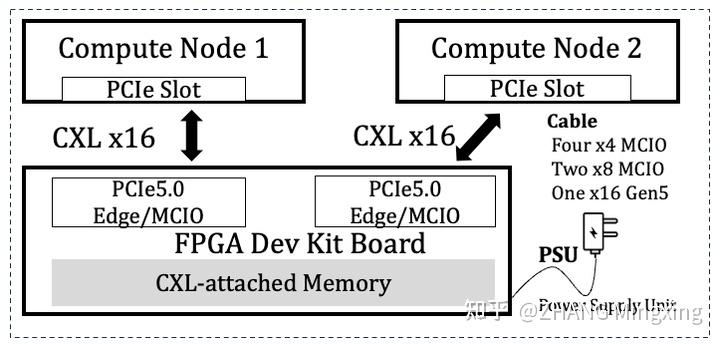 Compute Node 1
PCIe Slot
Compute Node 2
PCIe Slot
CXL x16
CXL x16
Cable
Four x4 MCIO
Two x8 MCIO
One x16 Gen5
PCIe5.0
Edge/MCIO
PCIe5.0
Edge/MCIO
FPGA Dev Kit Board
CXL-attached Memory
PSU
Power Supply Unit
知乎 @ZHANG Mingxing